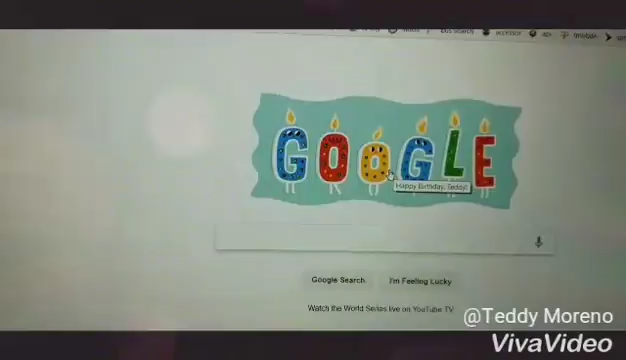 GOOGLE
Happy Birthday, Teddy!
Google Search I'm Feeling Lucky
Watch the World Series live on YouTube TV
@Teddy Moreno
VivaVideo